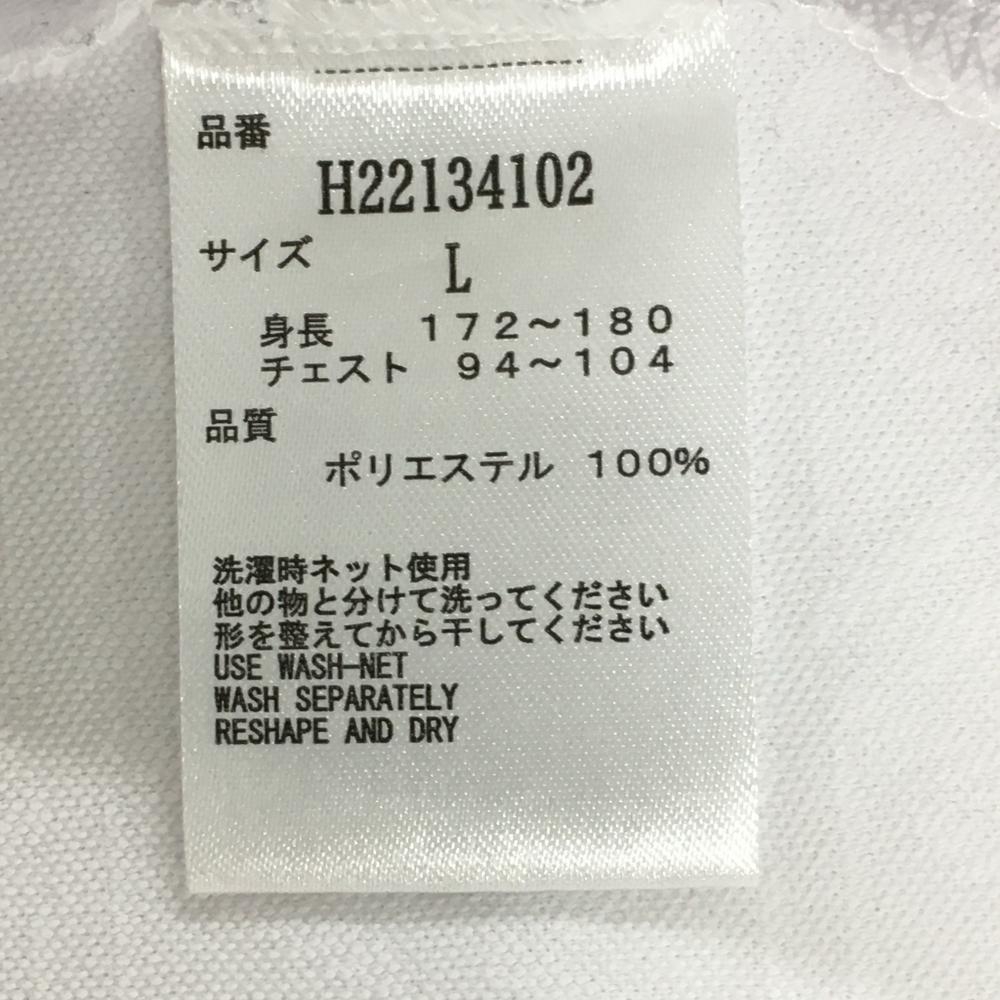 品番
H22134102
サイズ L
身長 172〜180
チェスト 94〜104
品質
ポリエステル 100%
洗濯時ネット使用
他の物と分けて洗ってください
形を整えてから干してください
USE WASH-NET
WASH SEPARATELY
RESHAPE AND DRY